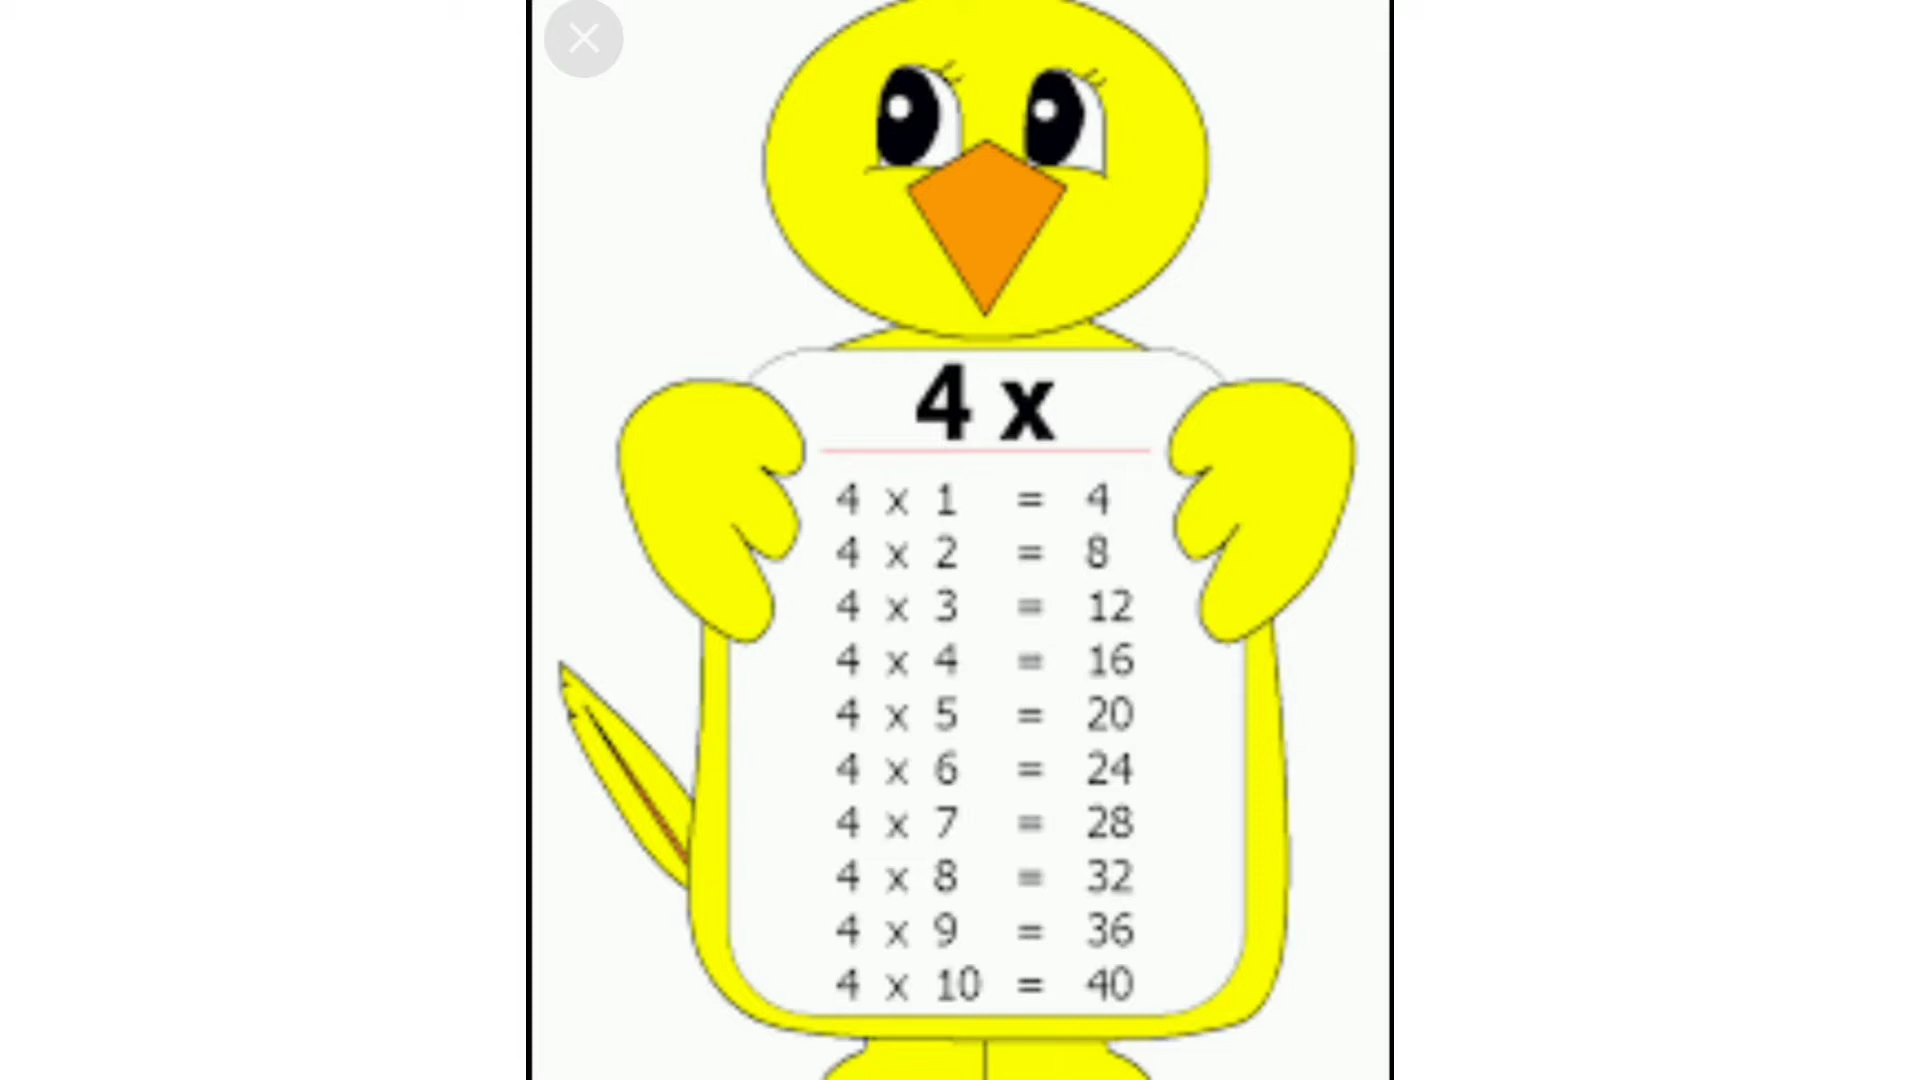 4 x
4 x 1 = 4
4 x 2 = 8
4 x 3 = 12
4 x 4 = 16
4 x 5 = 20
4 x 6 = 24
4 x 7 = 28
4 x 8 = 32
4 x 9 = 36
4 x 10 = 40